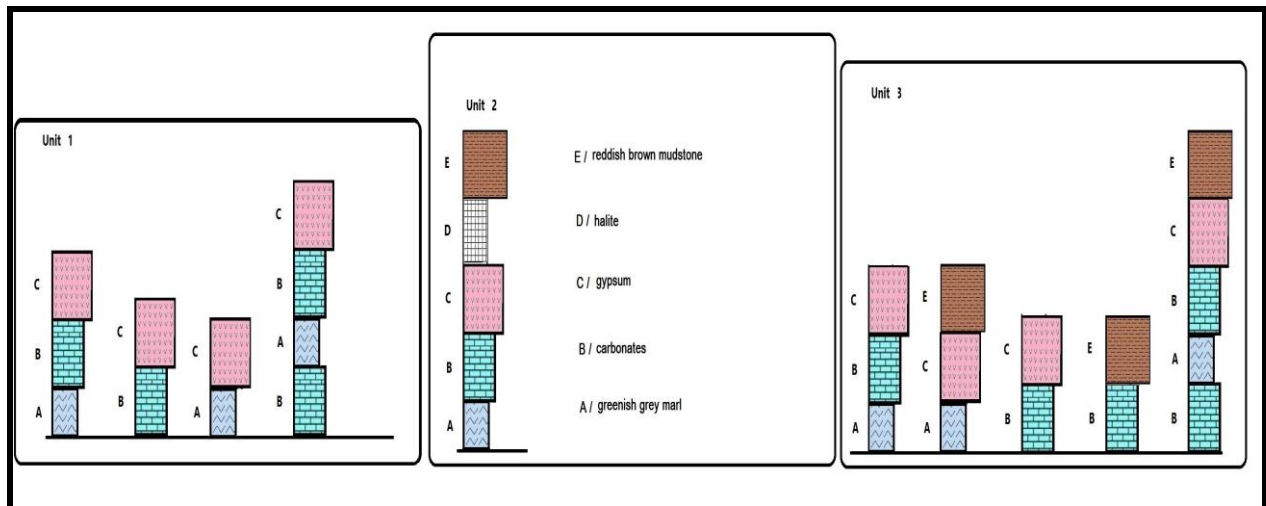 Unit 1
C
B
A
C
B
C
A
C
B
A
B
Unit 2
E
D
C
B
A
E / reddish brown mudstone
D / halite
C / gypsum
B / carbonates
A / greenish grey marl
Unit 3
C
B
A
E
C
A
C
B
E
B
E
C
B
A
B